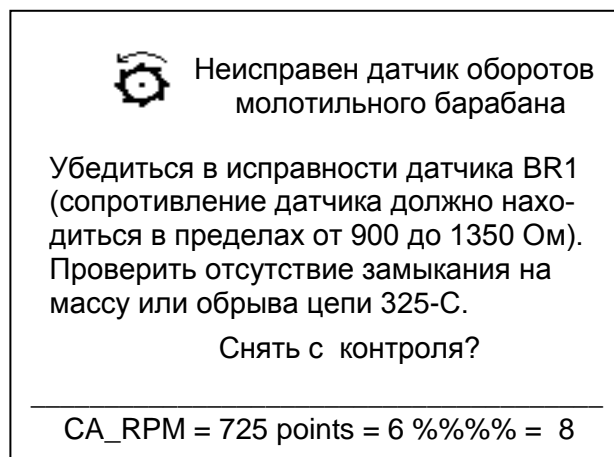 Неисправен датчик оборотов
молотильного барабана
Убедиться в исправности датчика BR1
(сопротивление датчика должно нахо-
диться в пределах от 900 до 1350 Ом).
Проверить отсутствие замыкания на
массу или обрыва цепи 325-С.
Снять с контроля?
CA_RPM = 725 points = 6 %%%% = 8